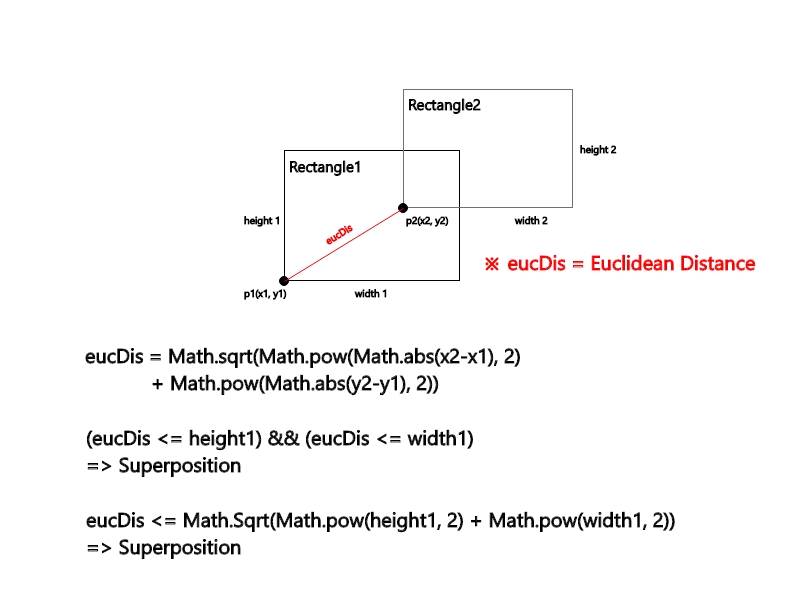 Rectangle2
height 2
Rectangle1
height 1
eucDis
p2(x2, y2)
width 2
※ eucDis = Euclidean Distance
p1(x1, y1)
width 1
eucDis = Math.sqrt(Math.pow(Math.abs(x2-x1), 2)
+ Math.pow(Math.abs(y2-y1), 2))
(eucDis <= height1) && (eucDis <= width1)
=> Superposition
eucDis <= Math.Sqrt(Math.pow(height1, 2) + Math.pow(width1, 2))
=> Superposition